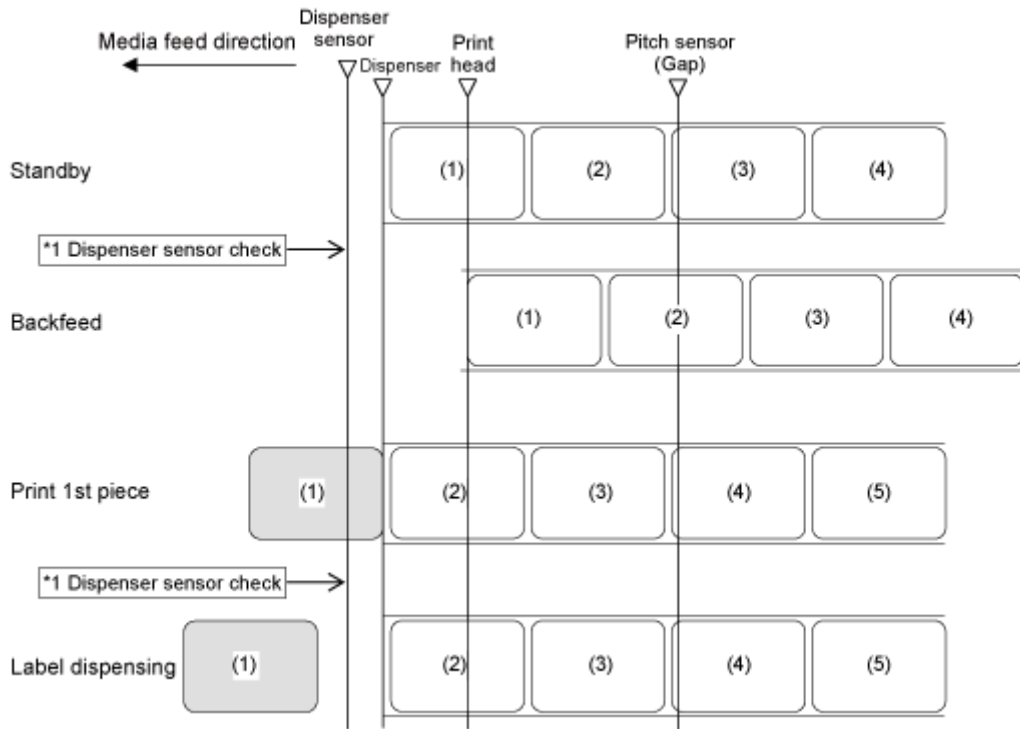 Dispenser
sensor
Media feed direction
Print
head
Pitch sensor
(Gap)
Dispenser
Standby
(1)
(2)
(3)
(4)
*1 Dispenser sensor check
Backfeed
(1)
(2)
(3)
(4)
Print 1st piece
(1)
(2)
(3)
(4)
(5)
*1 Dispenser sensor check
Label dispensing
(1)
(2)
(3)
(4)
(5)